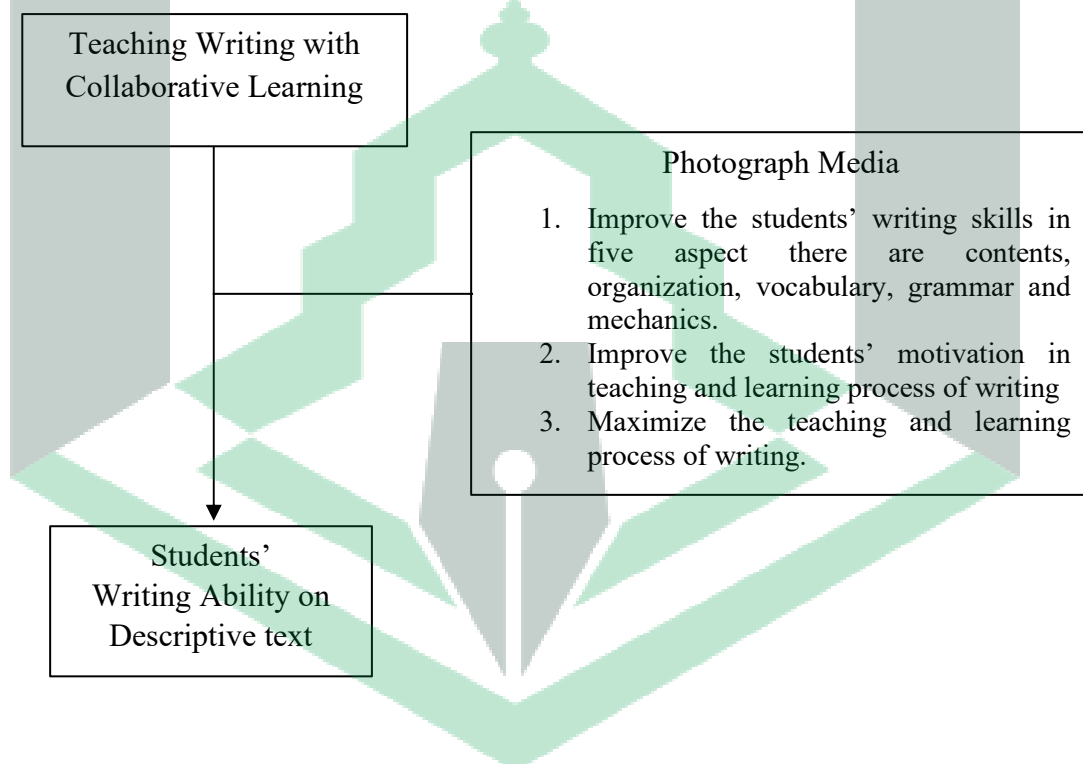 Teaching Writing with
Collaborative Learning
Photograph Media
1. Improve the students’ writing skills in
five aspect there are contents,
organization, vocabulary, grammar and
mechanics.
2. Improve the students’ motivation in
teaching and learning process of writing
3. Maximize the teaching and learning
process of writing.
Students’
Writing Ability on
Descriptive text